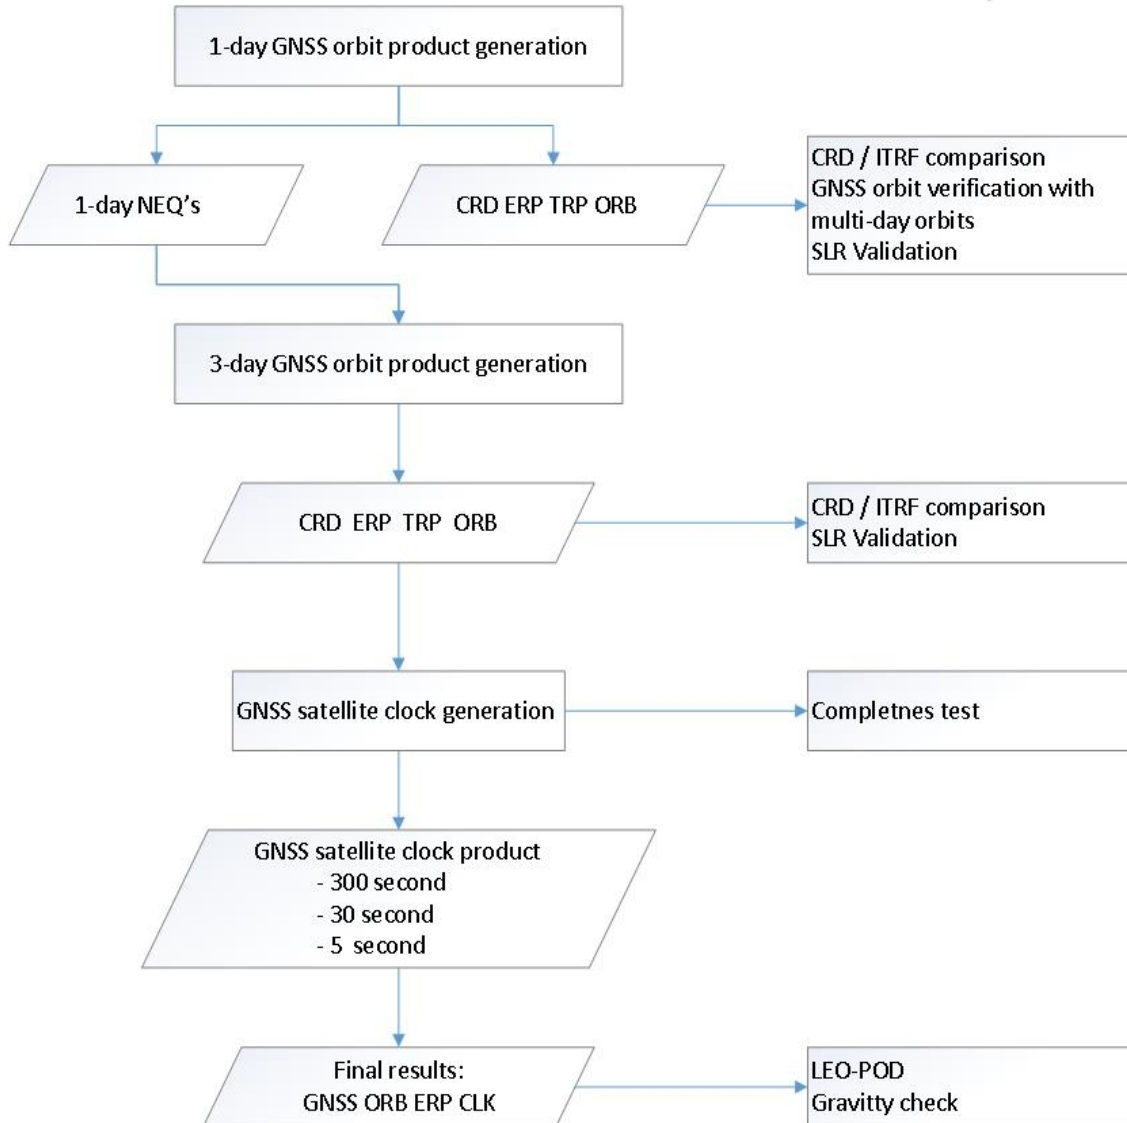 1-day GNSS orbit product generation
1-day NEQ's
CRD ERP TRP ORB
CRD / ITRF comparison
GNSS orbit verification with
multi-day orbits
SLR Validation
3-day GNSS orbit product generation
CRD ERP TRP ORB
CRD / ITRF comparison
SLR Validation
GNSS satellite clock generation
Completnes test
GNSS satellite clock product
- 300 second
- 30 second
- 5 second
Final results:
GNSS ORB ERP CLK
LEO-POD
Gravitty check